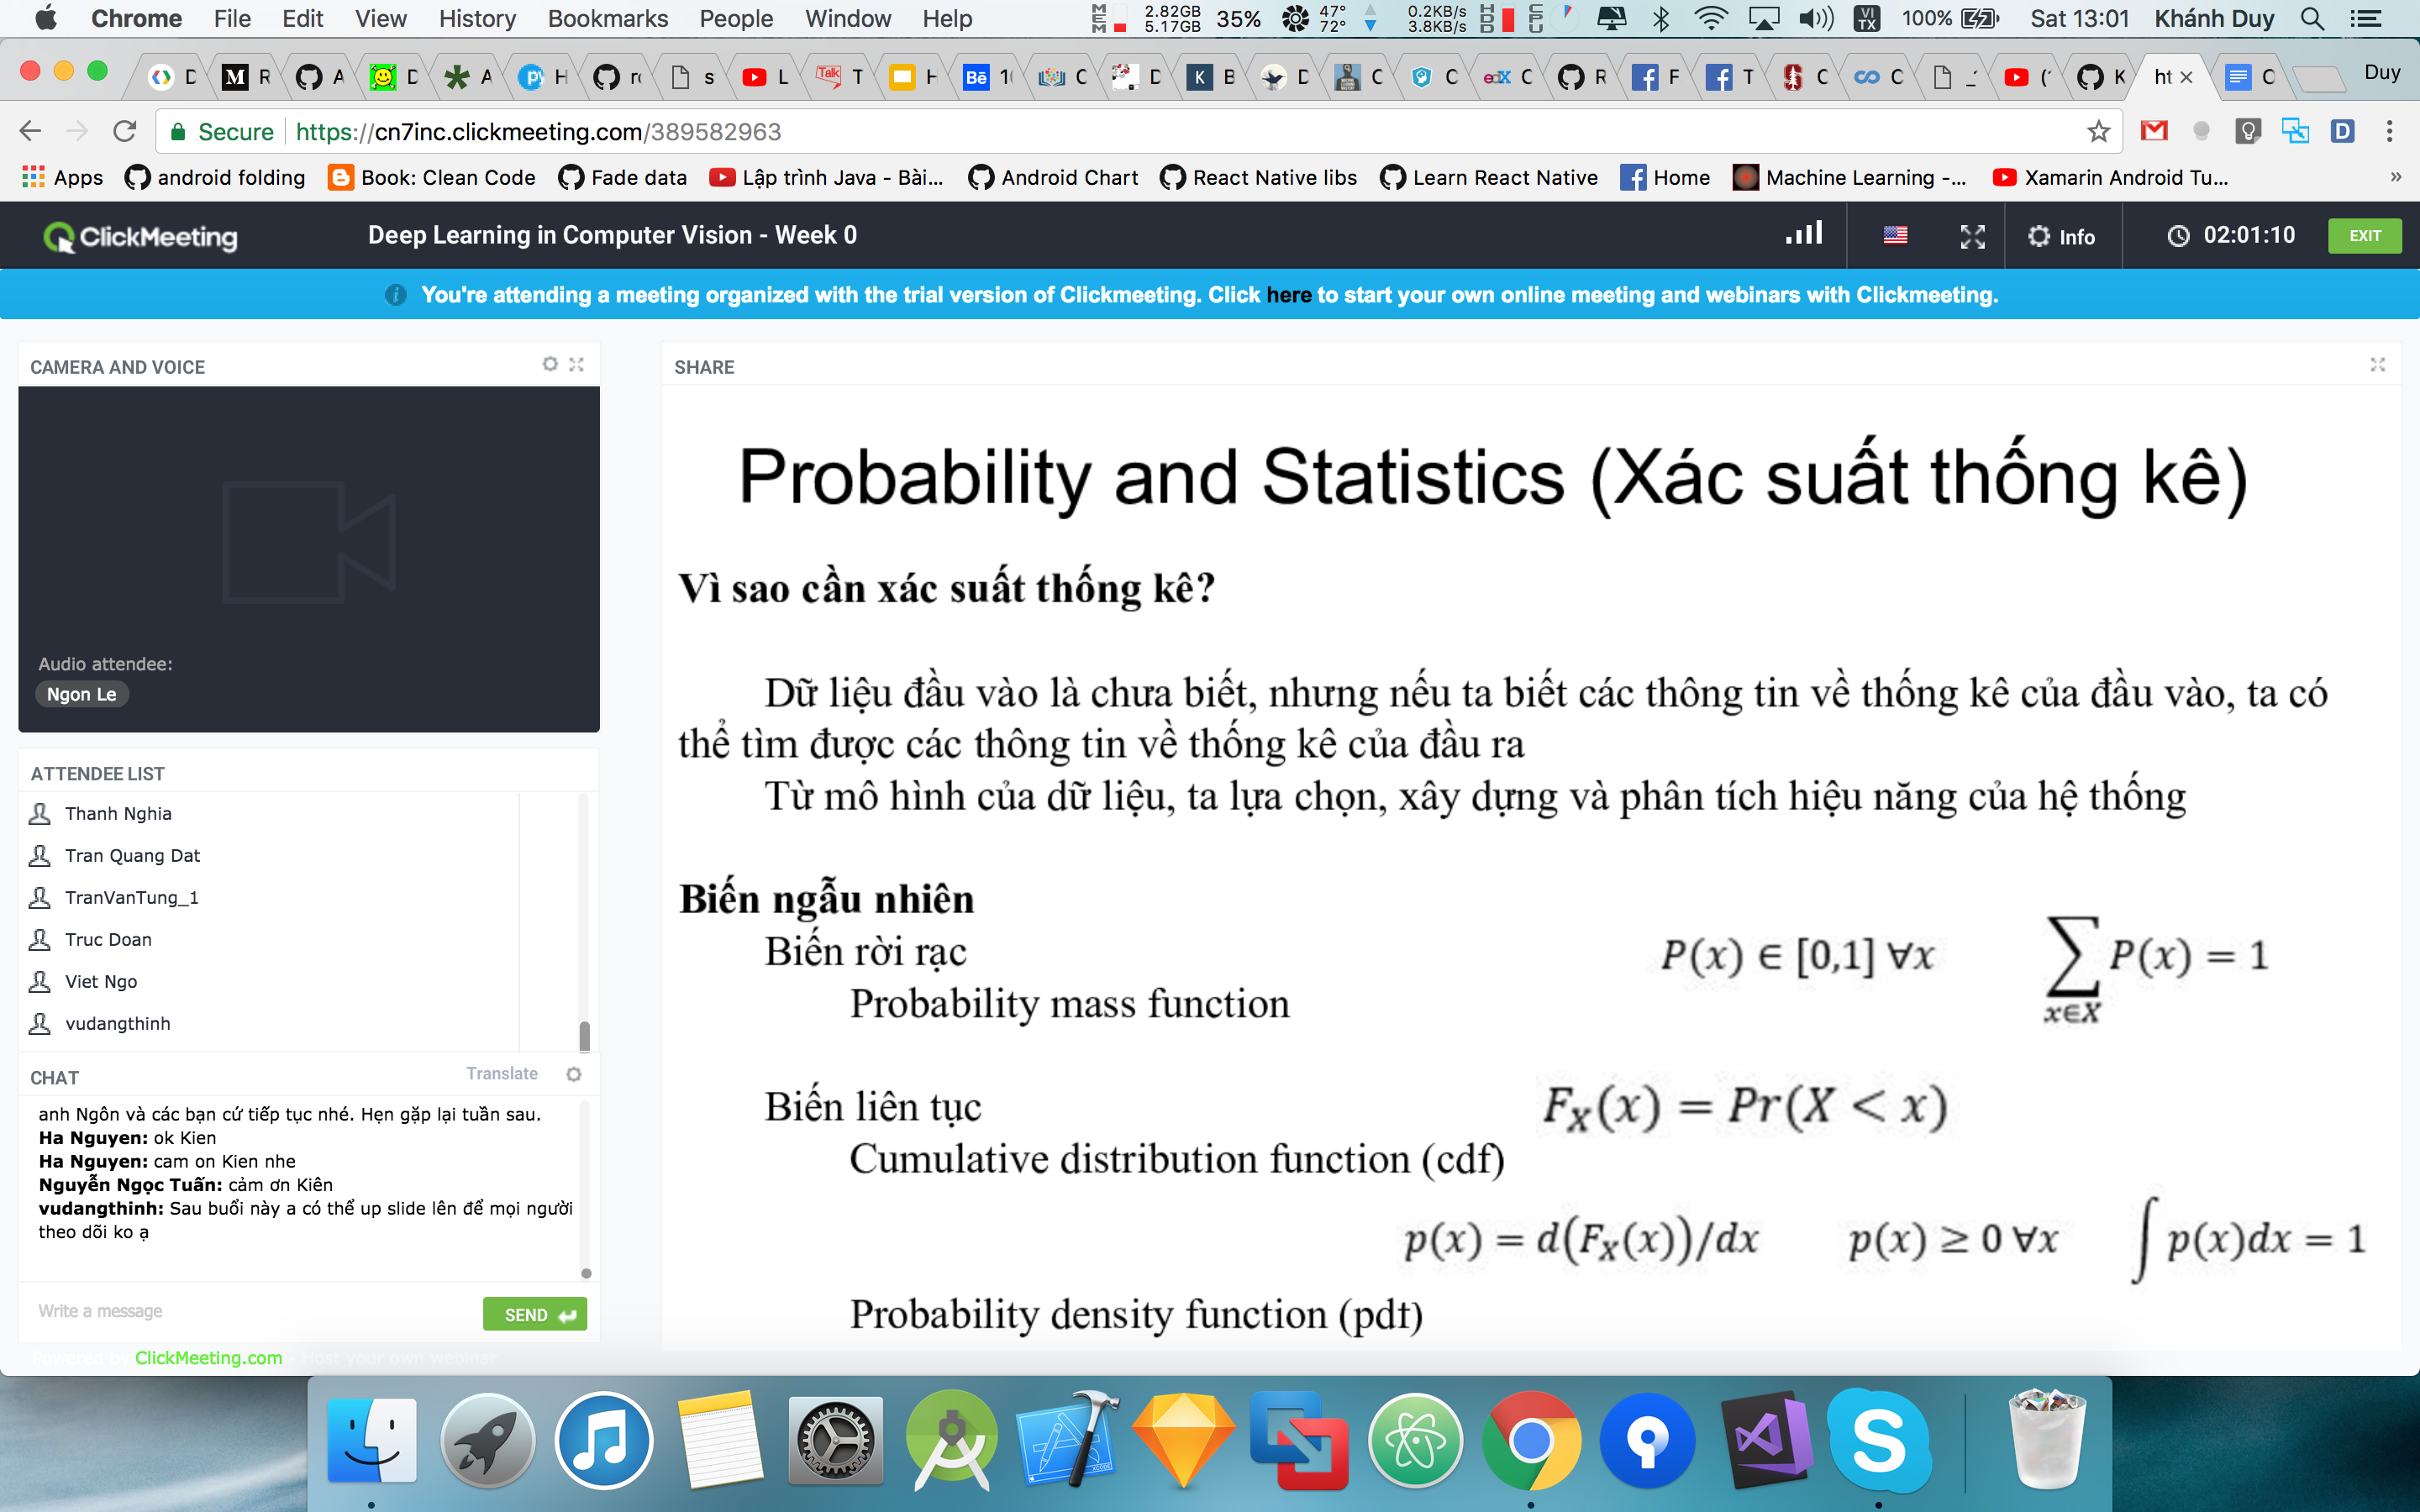 Chrome File Edit View History Bookmarks People Window Help MEM 2.82GB 5.17GB 35% 47° 72° 0.2KB/s 3.8KB/s HDD CPU VI TX 100% Sat 13:01 Khánh Duy
D M R A D A py H s L Talk T H Bē C D K B D C C edX C R F T C C K ht C Duy
Secure https://cn7inc.clickmeeting.com/389582963
Apps android folding Book: Clean Code Fade data Lập trình Java - Bài... Android Chart React Native libs Learn React Native Home Machine Learning -... Xamarin Android Tu... »
ClickMeeting Deep Learning in Computer Vision - Week 0 Info 02:01:10 EXIT
You're attending a meeting organized with the trial version of Clickmeeting. Click here to start your own online meeting and webinars with Clickmeeting.
CAMERA AND VOICE
Audio attendee:
Ngon Le
ATTENDEE LIST
Thanh Nghia
Tran Quang Dat
TranVanTung_1
Truc Doan
Viet Ngo
vudangthinh
CHAT Translate
anh Ngôn và các bạn cứ tiếp tục nhé. Hẹn gặp lại tuần sau.
Ha Nguyen: ok Kien
Ha Nguyen: cam on Kien nhe
Nguyễn Ngọc Tuấn: cảm ơn Kiên
vudangthinh: Sau buổi này a có thể up slide lên để mọi người
theo dõi ko ạ
Write a message SEND
Powered by ClickMeeting.com
SHARE
Probability and Statistics (Xác suất thống kê)
Vì sao cần xác suất thống kê?
Dữ liệu đầu vào là chưa biết, nhưng nếu ta biết các thông tin về thống kê của đầu vào, ta có
thể tìm được các thông tin về thống kê của đầu ra
Từ mô hình của dữ liệu, ta lựa chọn, xây dựng và phân tích hiệu năng của hệ thống
Biến ngẫu nhiên
Biến rời rạc P(x) ∈ [0,1] ∀x ∑x∈X P(x) = 1
Probability mass function
Biến liên tục F_X(x) = Pr(X < x)
Cumulative distribution function (cdf)
p(x) = d(F_X(x))/dx p(x) ≥ 0 ∀x ∫ p(x)dx = 1
Probability density function (pdf)